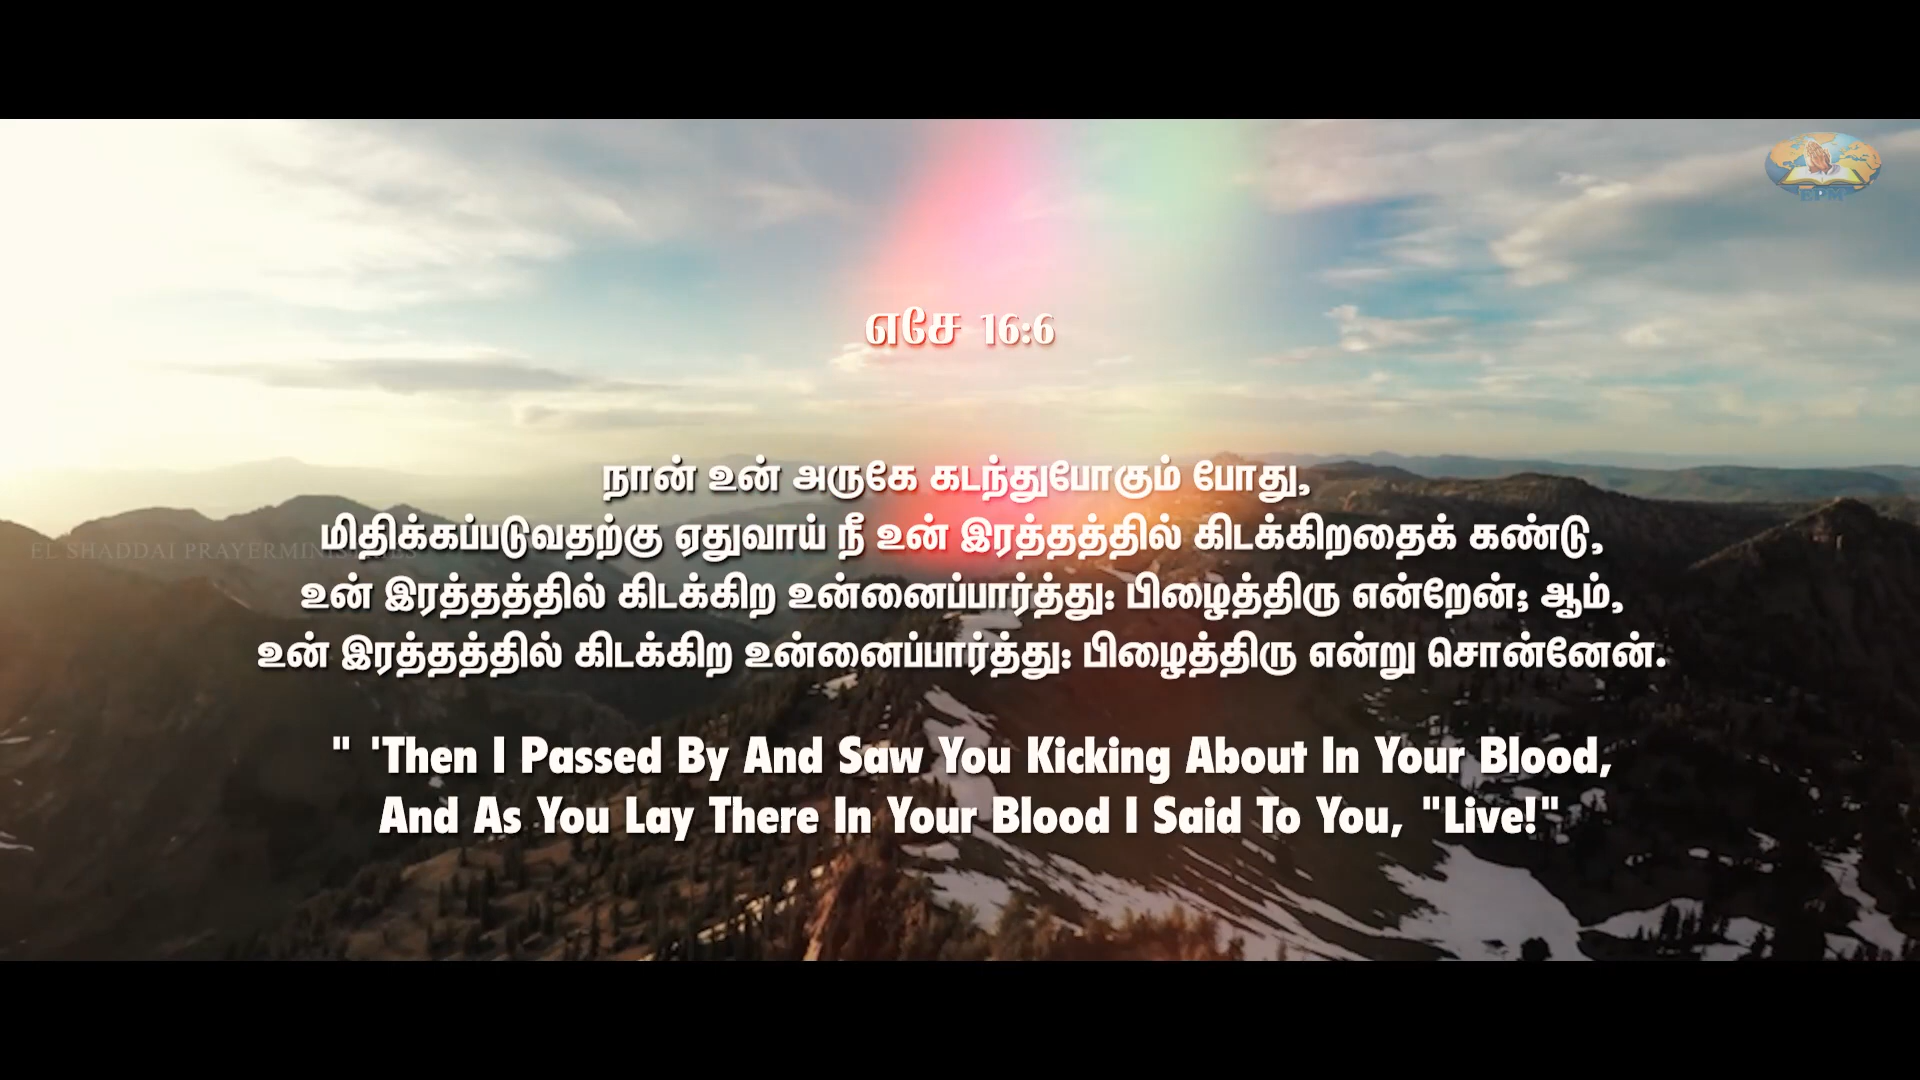 எசே 16:6
நான் உன் அருகே கடந்துபோகும் போது,
மிதிக்கப்படுவதற்கு ஏதுவாய் நீ உன் இரத்தத்தில் கிடக்கிறதைக் கண்டு,
உன் இரத்தத்தில் கிடக்கிற உன்னைப்பார்த்து: பிழைத்திரு என்றேன்; ஆம்,
உன் இரத்தத்தில் கிடக்கிற உன்னைப்பார்த்து: பிழைத்திரு என்று சொன்னேன்.
" 'Then I Passed By And Saw You Kicking About In Your Blood,
And As You Lay There In Your Blood I Said To You, "Live!"
EL SHADDAI PRAYERMINISTRIES
EPM